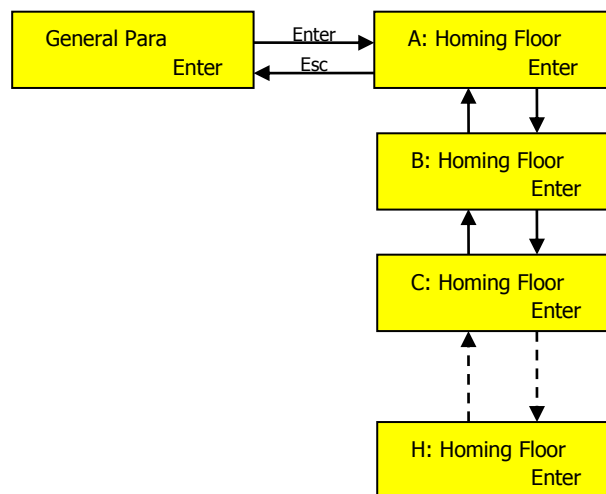 General Para
Enter
Enter
Esc
A: Homing Floor
Enter
B: Homing Floor
Enter
C: Homing Floor
Enter
H: Homing Floor
Enter